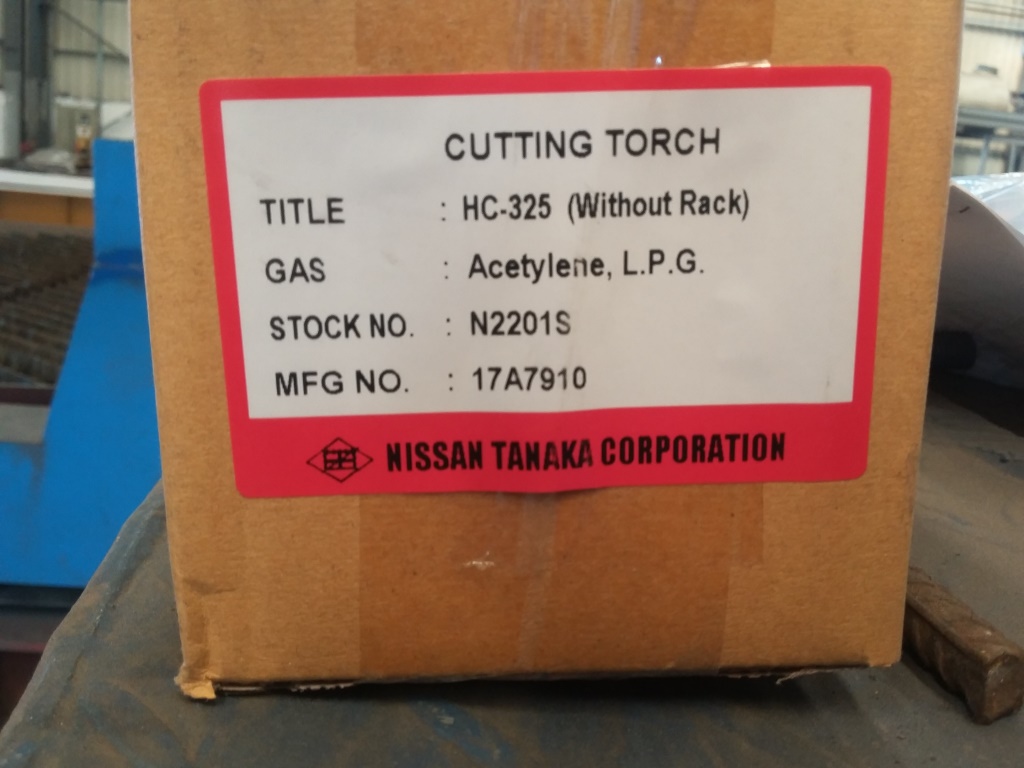 CUTTING TORCH
TITLE : HC-325 (Without Rack)
GAS : Acetylene, L.P.G.
STOCK NO. : N2201S
MFG NO. : 17A7910
NISSAN TANAKA CORPORATION